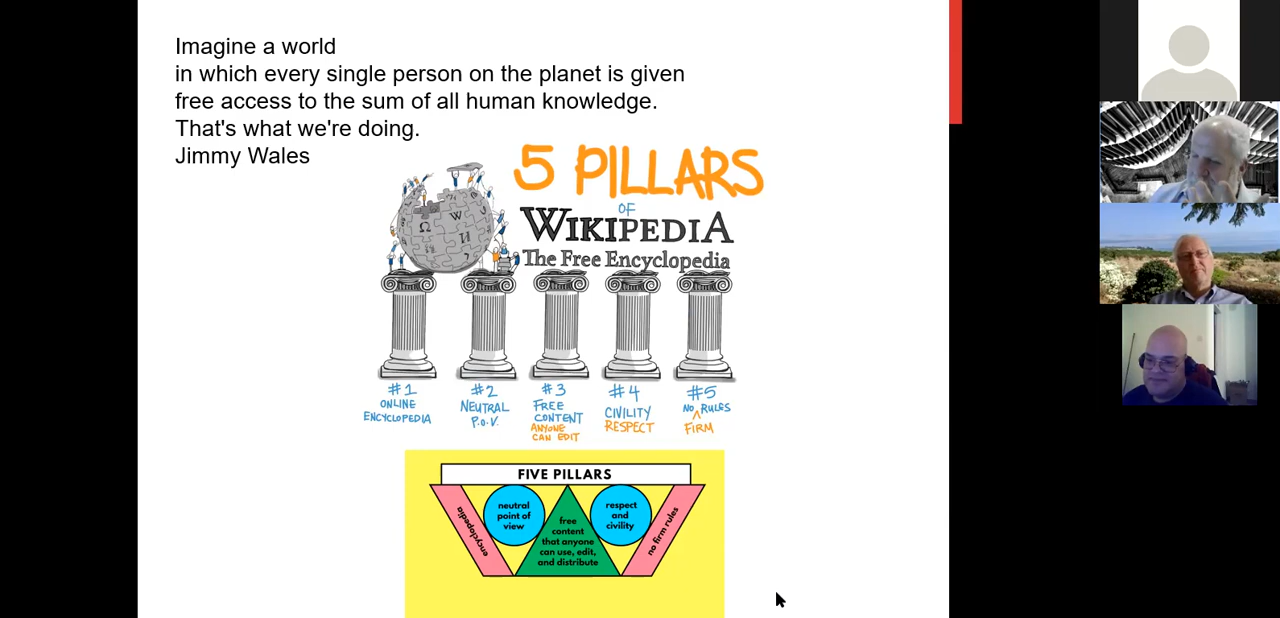 Imagine a world
in which every single person on the planet is given
free access to the sum of all human knowledge.
That's what we're doing.
Jimmy Wales
5 PILLARS
OF
WIKIPEDIA
The Free Encyclopedia
Ω
W
И
#1
ONLINE
ENCYCLOPEDIA
#2
NEUTRAL
P.O.V.
#3
FREE
CONTENT
ANYONE
CAN EDIT
#4
CIVILITY
RESPECT
#5
NO RULES
FIRM
FIVE PILLARS
encyclopedia
neutral
point of
view
free
content
that anyone
can use, edit,
and distribute
respect
and
civility
no firm rules